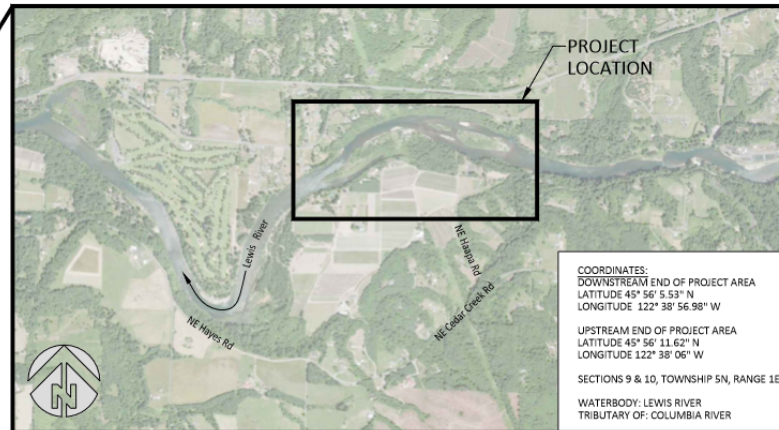 PROJECT
LOCATION
Lewis River
NE Haapa Rd
NE Cedar Creek Rd
NE Hayes Rd
N
COORDINATES:
DOWNSTREAM END OF PROJECT AREA
LATITUDE 45° 56' 5.53" N
LONGITUDE 122° 38' 56.98" W
UPSTREAM END OF PROJECT AREA
LATITUDE 45° 56' 11.62" N
LONGITUDE 122° 38' 06" W
SECTIONS 9 & 10, TOWNSHIP 5N, RANGE 1E
WATERBODY: LEWIS RIVER
TRIBUTARY OF: COLUMBIA RIVER